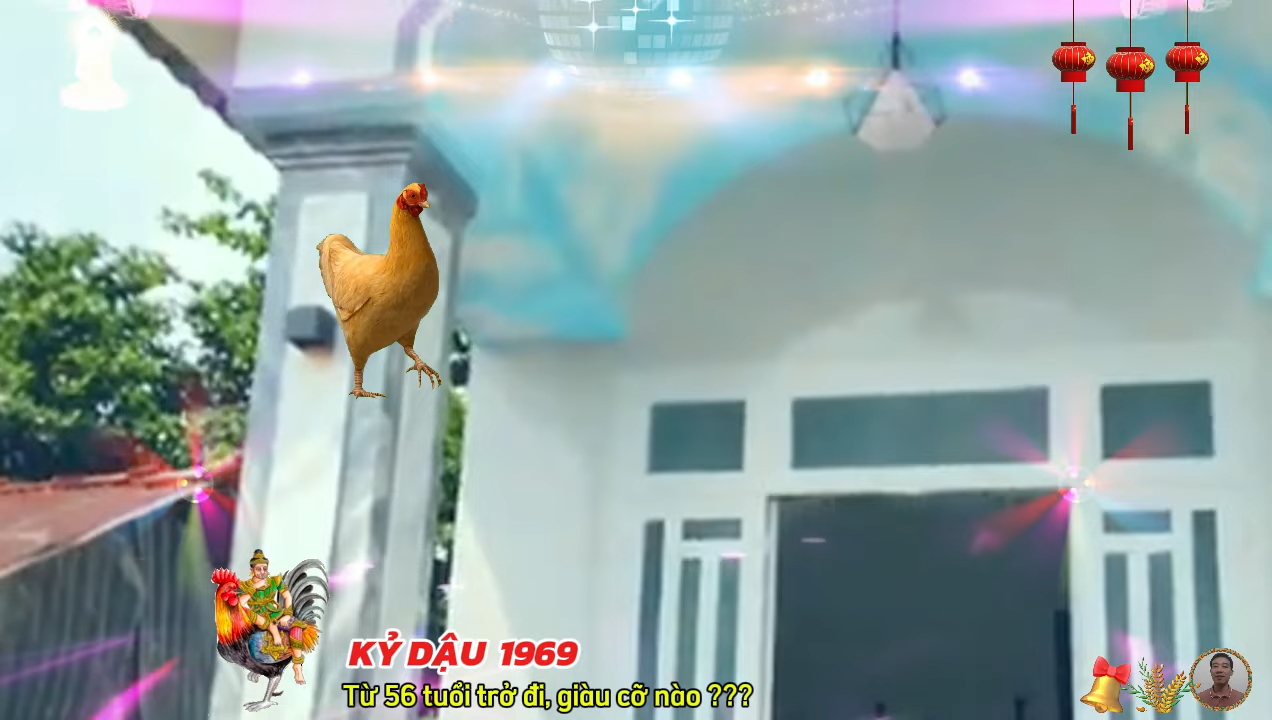 KỶ DẬU 1969
Từ 56 tuổi trở đi, giàu cỡ nào ???